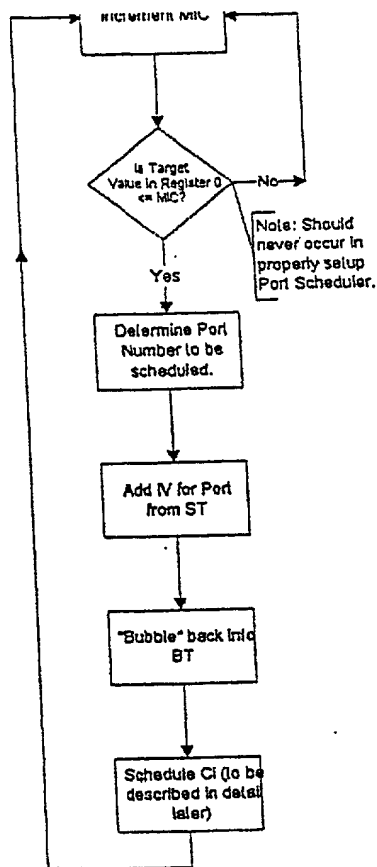 Increment MIC
Is Target
Value in Register 0
<= MIC?
No
Note: Should
never occur in
properly setup
Port Scheduler.
Yes
Determine Port
Number to be
scheduled.
Add IV for Port
from ST
"Bubble" back into
BT
Schedule CI (to be
described in detail
later)